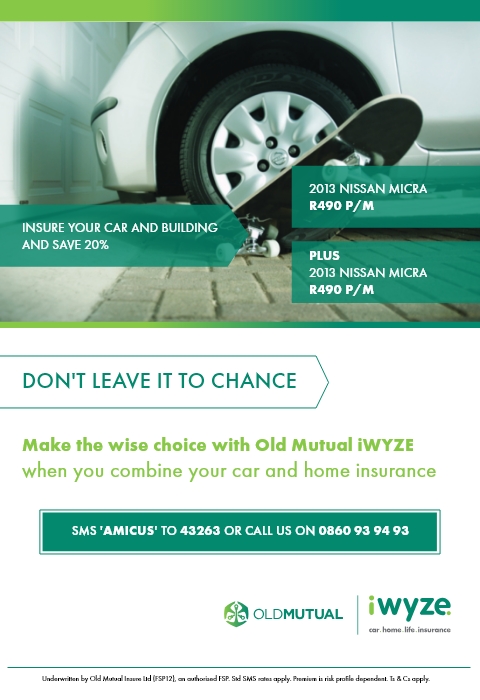 INSURE YOUR CAR AND BUILDING
AND SAVE 20%
2013 NISSAN MICRA
R490 P/M
PLUS
2013 NISSAN MICRA
R490 P/M
DON'T LEAVE IT TO CHANCE
Make the wise choice with Old Mutual iWYZE
when you combine your car and home insurance
SMS 'AMICUS' TO 43263 OR CALL US ON 0860 93 94 93
OLDMUTUAL
iwyze
car.home.life.insurance
Underwritten by Old Mutual Insure Ltd (FSP12), an authorised FSP. Std SMS rates apply. Premium is risk profile dependent. Ts & Cs apply.